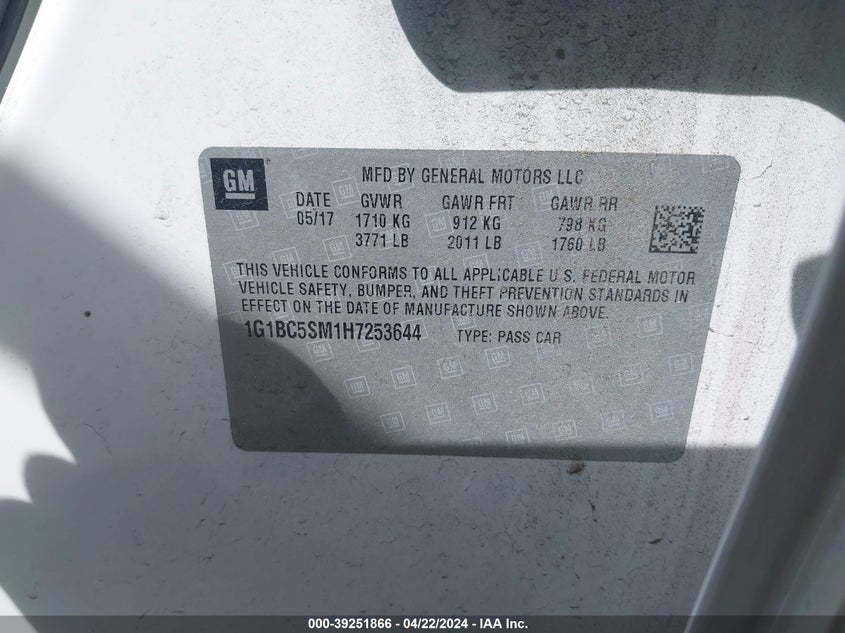 GM
MFD BY GENERAL MOTORS LLC
DATE GVWR GAWR FRT GAWR RR
05/17 1710 KG 912 KG 798 KG
3771 LB 2011 LB 1760 LB
THIS VEHICLE CONFORMS TO ALL APPLICABLE U.S. FEDERAL MOTOR
VEHICLE SAFETY, BUMPER, AND THEFT PREVENTION STANDARDS IN
EFFECT ON THE DATE OF MANUFACTURE SHOWN ABOVE.
1G1BC5SM1H7253644 TYPE: PASS CAR
000-39251866 - 04/22/2024 - IAA Inc.